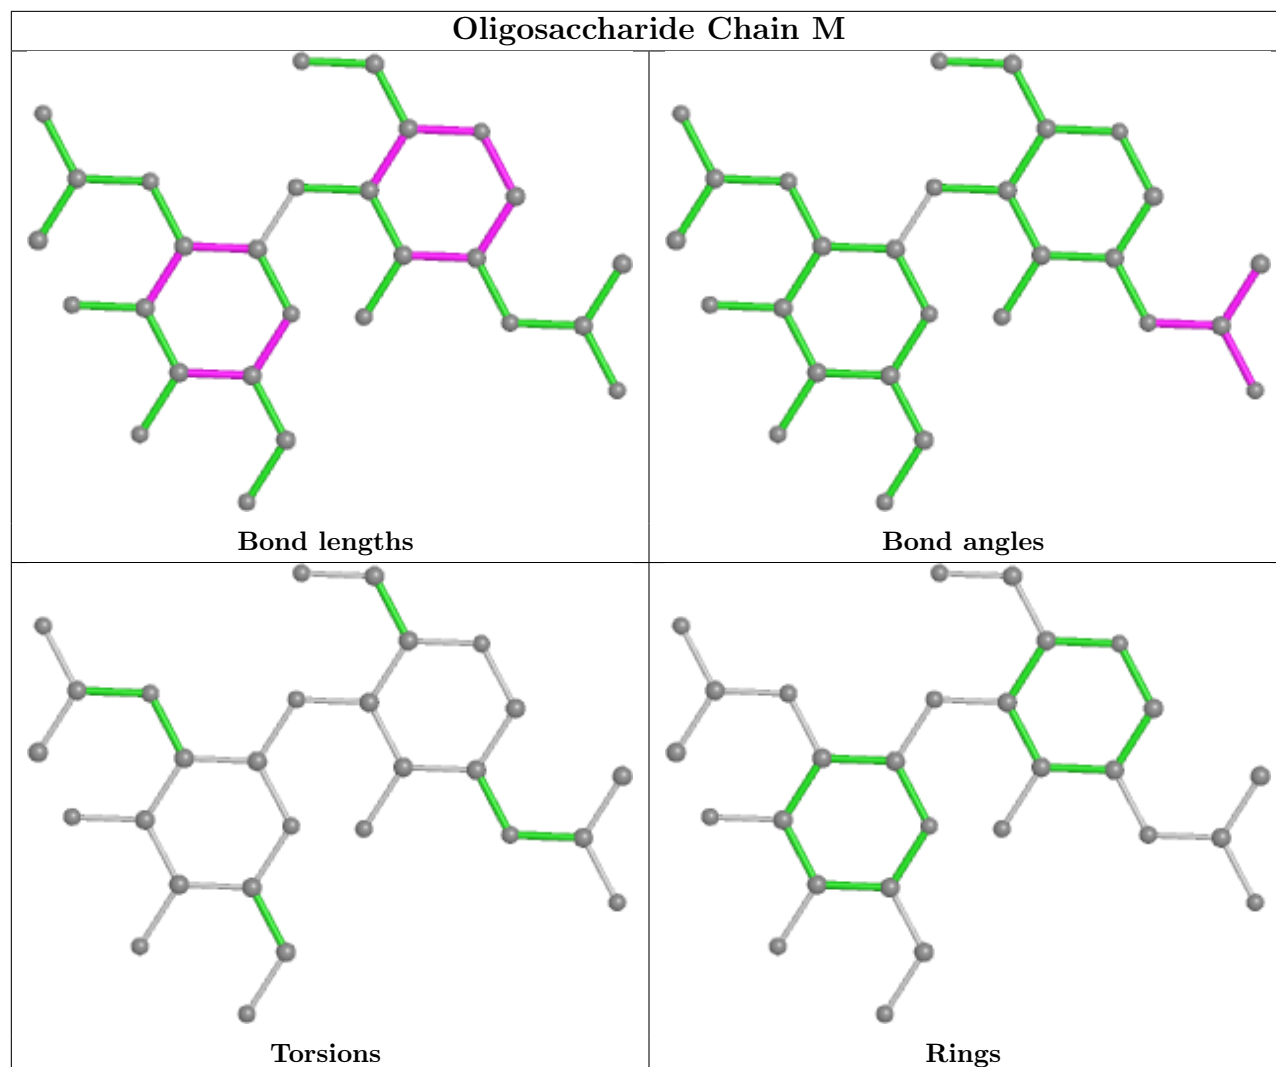 Oligosaccharide Chain M
Bond lengths
Bond angles
Torsions
Rings